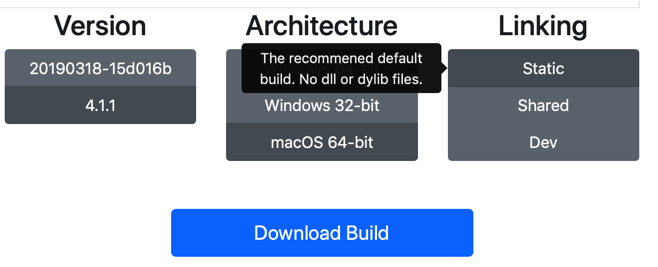 Version
Architecture
Linking
20190318-15d016b
4.1.1
The recommened default
build. No dll or dylib files.
Windows 32-bit
macOS 64-bit
Static
Shared
Dev
Download Build